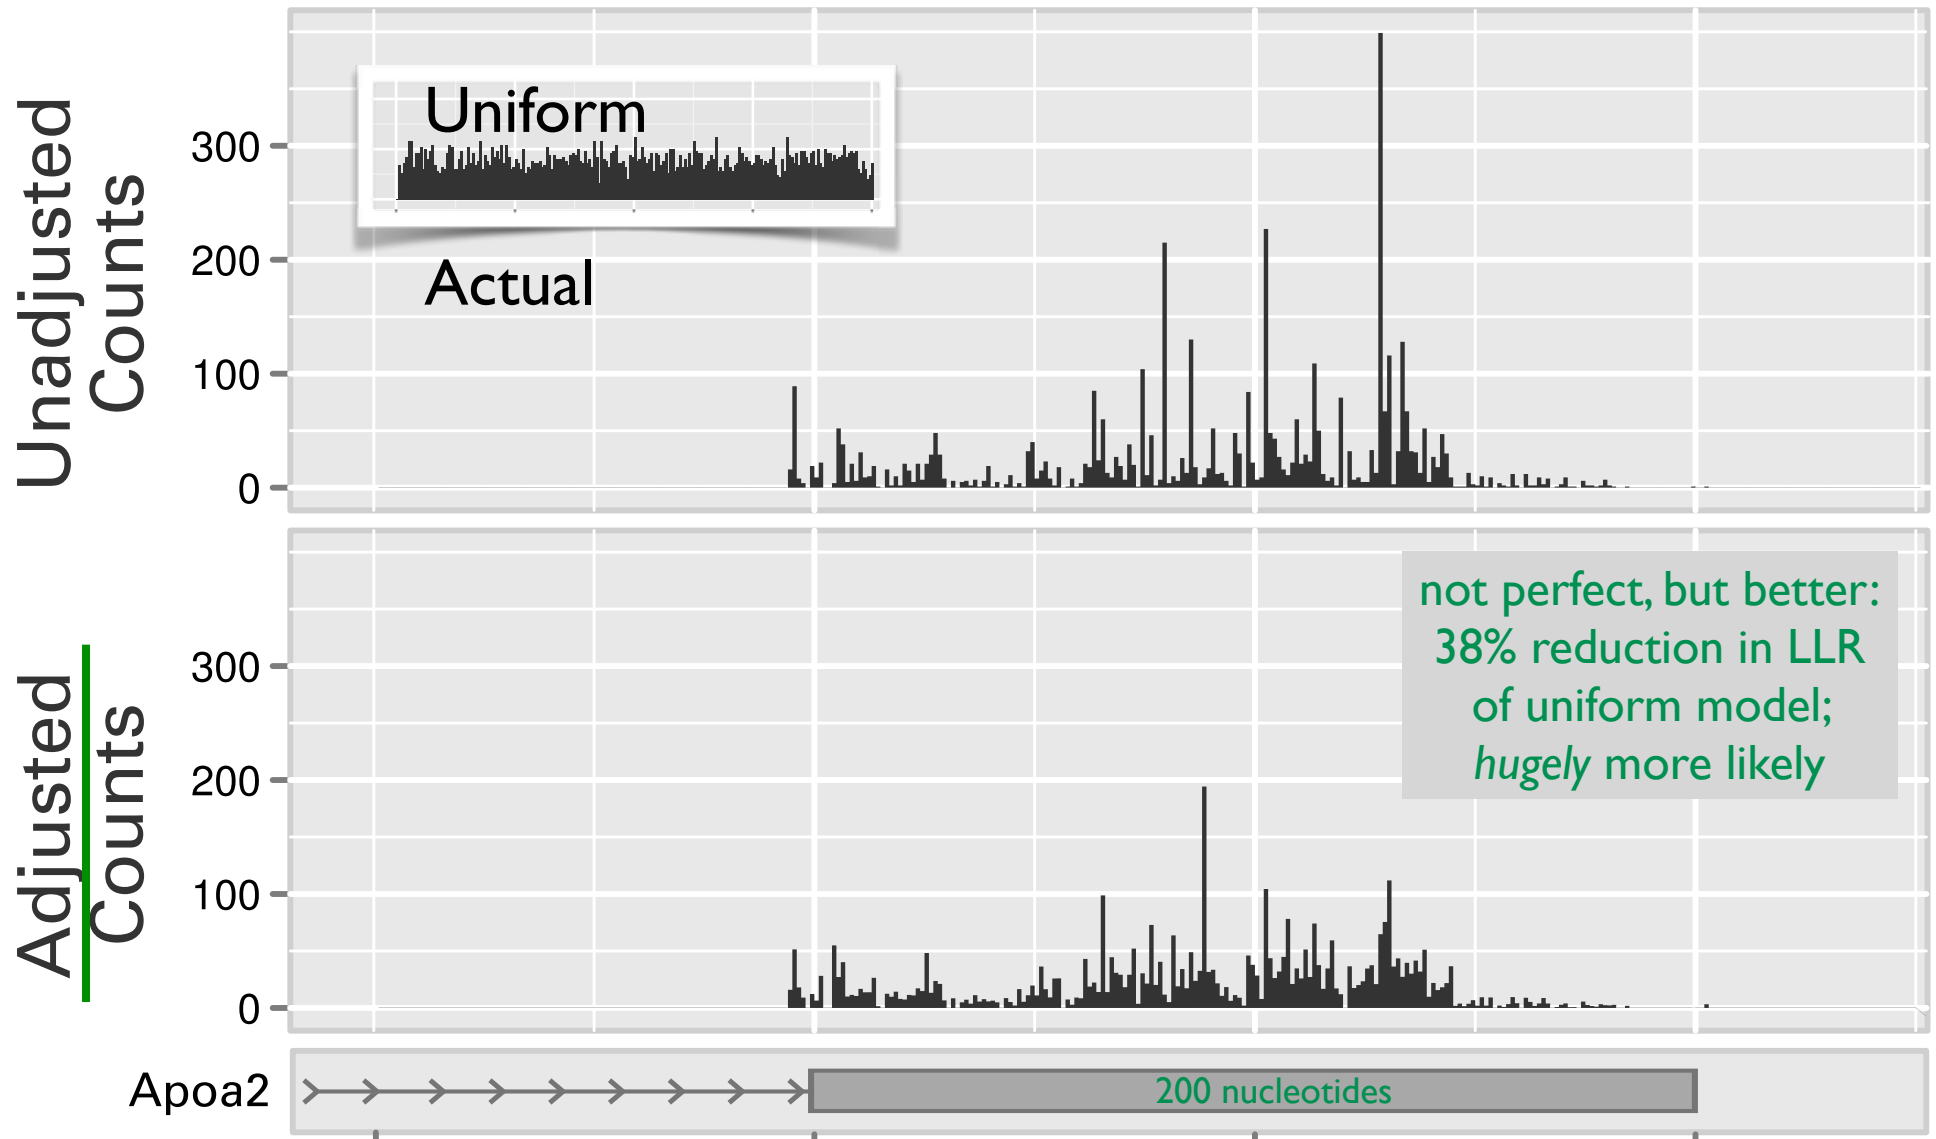 Unadjusted
Counts
300
200
100
0
Uniform
Actual
Adjusted
Counts
300
200
100
0
not perfect, but better:
38% reduction in LLR
of uniform model;
hugely more likely
Apoa2
200 nucleotides